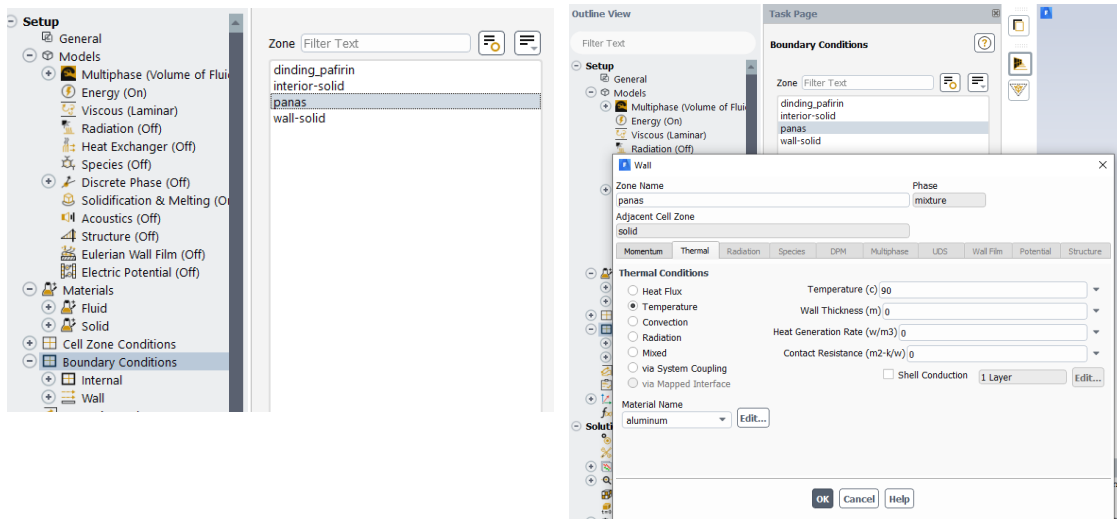 Setup
General
Models
Multiphase (Volume of Flui
Energy (On)
Viscous (Laminar)
Radiation (Off)
Heat Exchanger (Off)
Species (Off)
Discrete Phase (Off)
Solidification & Melting (O
Acoustics (Off)
Structure (Off)
Eulerian Wall Film (Off)
Electric Potential (Off)
Materials
Fluid
Solid
Cell Zone Conditions
Boundary Conditions
Internal
Wall
Zone Filter Text
dinding_pafirin
interior-solid
panas
wall-solid
Outline View
Filter Text
Setup
General
Models
Multiphase (Volume of Flui
Energy (On)
Viscous (Laminar)
Radiation (Off)
Soluti
Task Page
Boundary Conditions
Zone Filter Text
dinding_pafirin
interior-solid
panas
wall-solid
Wall
Zone Name Phase
panas mixture
Adjacent Cell Zone
solid
Momentum Thermal Radiation Species DPM Multiphase UDS Wall Film Potential Structure
Thermal Conditions
Heat Flux
Temperature
Convection
Radiation
Mixed
via System Coupling
via Mapped Interface
Temperature (c) 90
Wall Thickness (m) 0
Heat Generation Rate (w/m3) 0
Contact Resistance (m2-k/w) 0
Shell Conduction 1 Layer Edit...
Material Name
aluminum Edit...
OK Cancel Help